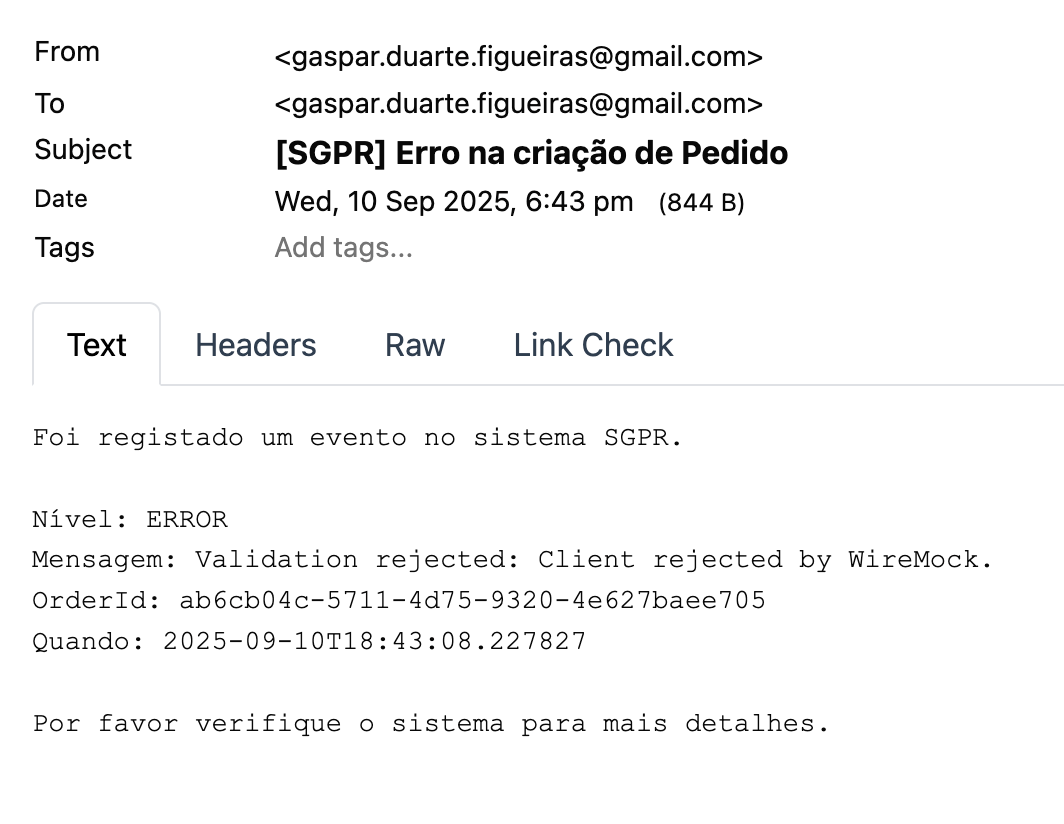 From <gaspar.duarte.figueiras@gmail.com>
To <gaspar.duarte.figueiras@gmail.com>
Subject [SGPR] Erro na criação de Pedido
Date Wed, 10 Sep 2025, 6:43 pm (844 B)
Tags Add tags...
Text Headers Raw Link Check
Foi registado um evento no sistema SGPR.
Nível: ERROR
Mensagem: Validation rejected: Client rejected by WireMock.
OrderId: ab6cb04c-5711-4d75-9320-4e627baee705
Quando: 2025-09-10T18:43:08.227827
Por favor verifique o sistema para mais detalhes.